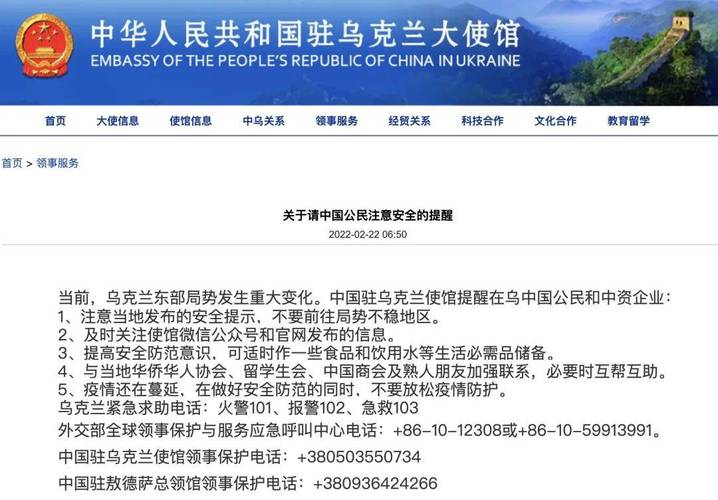 中华人民共和国驻乌克兰大使馆
EMBASSY OF THE PEOPLE'S REPUBLIC OF CHINA IN UKRAINE
首页 大使信息 使馆信息 中乌关系 领事服务 经贸关系 科技合作 文化合作 教育留学
首页 > 领事服务
关于请中国公民注意安全的提醒
2022-02-22 06:50
当前，乌克兰东部局势发生重大变化。中国驻乌克兰使馆提醒在乌中国公民和中资企业：
1、注意当地发布的安全提示，不要前往局势不稳地区。
2、及时关注使馆微信公众号和官网发布的信息。
3、提高安全防范意识，可适时作一些食品和饮用水等生活必需品储备。
4、与当地华侨华人协会、留学生会、中国商会及熟人朋友加强联系，必要时互帮互助。
5、疫情还在蔓延，在做好安全防范的同时，不要放松疫情防护。
乌克兰紧急求助电话：火警101、报警102、急救103
外交部全球领事保护与服务应急呼叫中心电话：+86-10-12308或+86-10-59913991。
中国驻乌克兰使馆领事保护电话：+380503550734
中国驻敖德萨总领馆领事保护电话：+380936424266